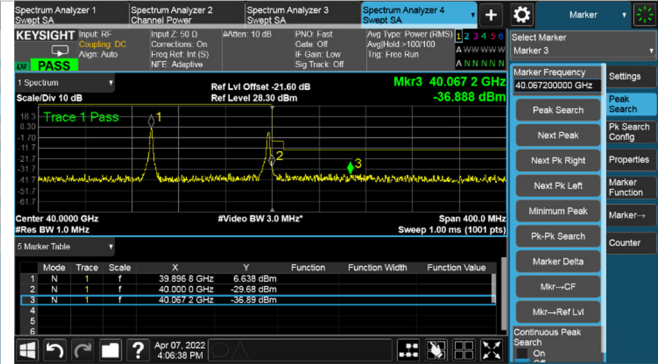 Spectrum Analyzer 1
Swept SA
Spectrum Analyzer 2
Channel Power
Spectrum Analyzer 3
Swept SA
Spectrum Analyzer 4
Swept SA
+
Marker
KEYSIGHT
Input: RF
Coupling: DC
Align: Auto
Input Z: 50 Ω
Corrections: On
Freq Ref: Int (S)
NFE: Adaptive
#Atten: 10 dB
PNO: Fast
Gate: Off
IF Gain: Low
Sig Track: Off
Avg Type: Power (RMS)
Avg|Hold:>100/100
Trig: Free Run
1 2 3 4 5 6
A W W W W W
A N N N N N
LVI PASS
1 Spectrum
Scale/Div 10 dB
Ref Lvl Offset -21.60 dB
Ref Level 28.30 dBm
Mkr3 40.067 2 GHz
-36.888 dBm
Trace 1 Pass
18.3
8.30
-1.70
-11.7
-21.7
-31.7
-41.7
-51.7
-61.7
1
2
3
Center 40.0000 GHz
#Res BW 1.0 MHz
#Video BW 3.0 MHz*
Span 400.0 MHz
Sweep 1.00 ms (1001 pts)
5 Marker Table
Mode Trace Scale X Y Function Function Width Function Value
1 N 1 f 39.896 8 GHz 6.638 dBm
2 N 1 f 40.000 0 GHz -29.68 dBm
3 N 1 f 40.067 2 GHz -36.89 dBm
4
5
6
Apr 07, 2022
4:06:38 PM
?
Select Marker
Marker 3
Marker Frequency
40.067200000 GHz
Peak Search
Next Peak
Next Pk Right
Next Pk Left
Minimum Peak
Pk-Pk Search
Marker Delta
Mkr→CF
Mkr→Ref Lvl
Continuous Peak
Search
On
Off
Settings
Peak
Search
Pk Search
Config
Properties
Marker
Function
Marker→
Counter